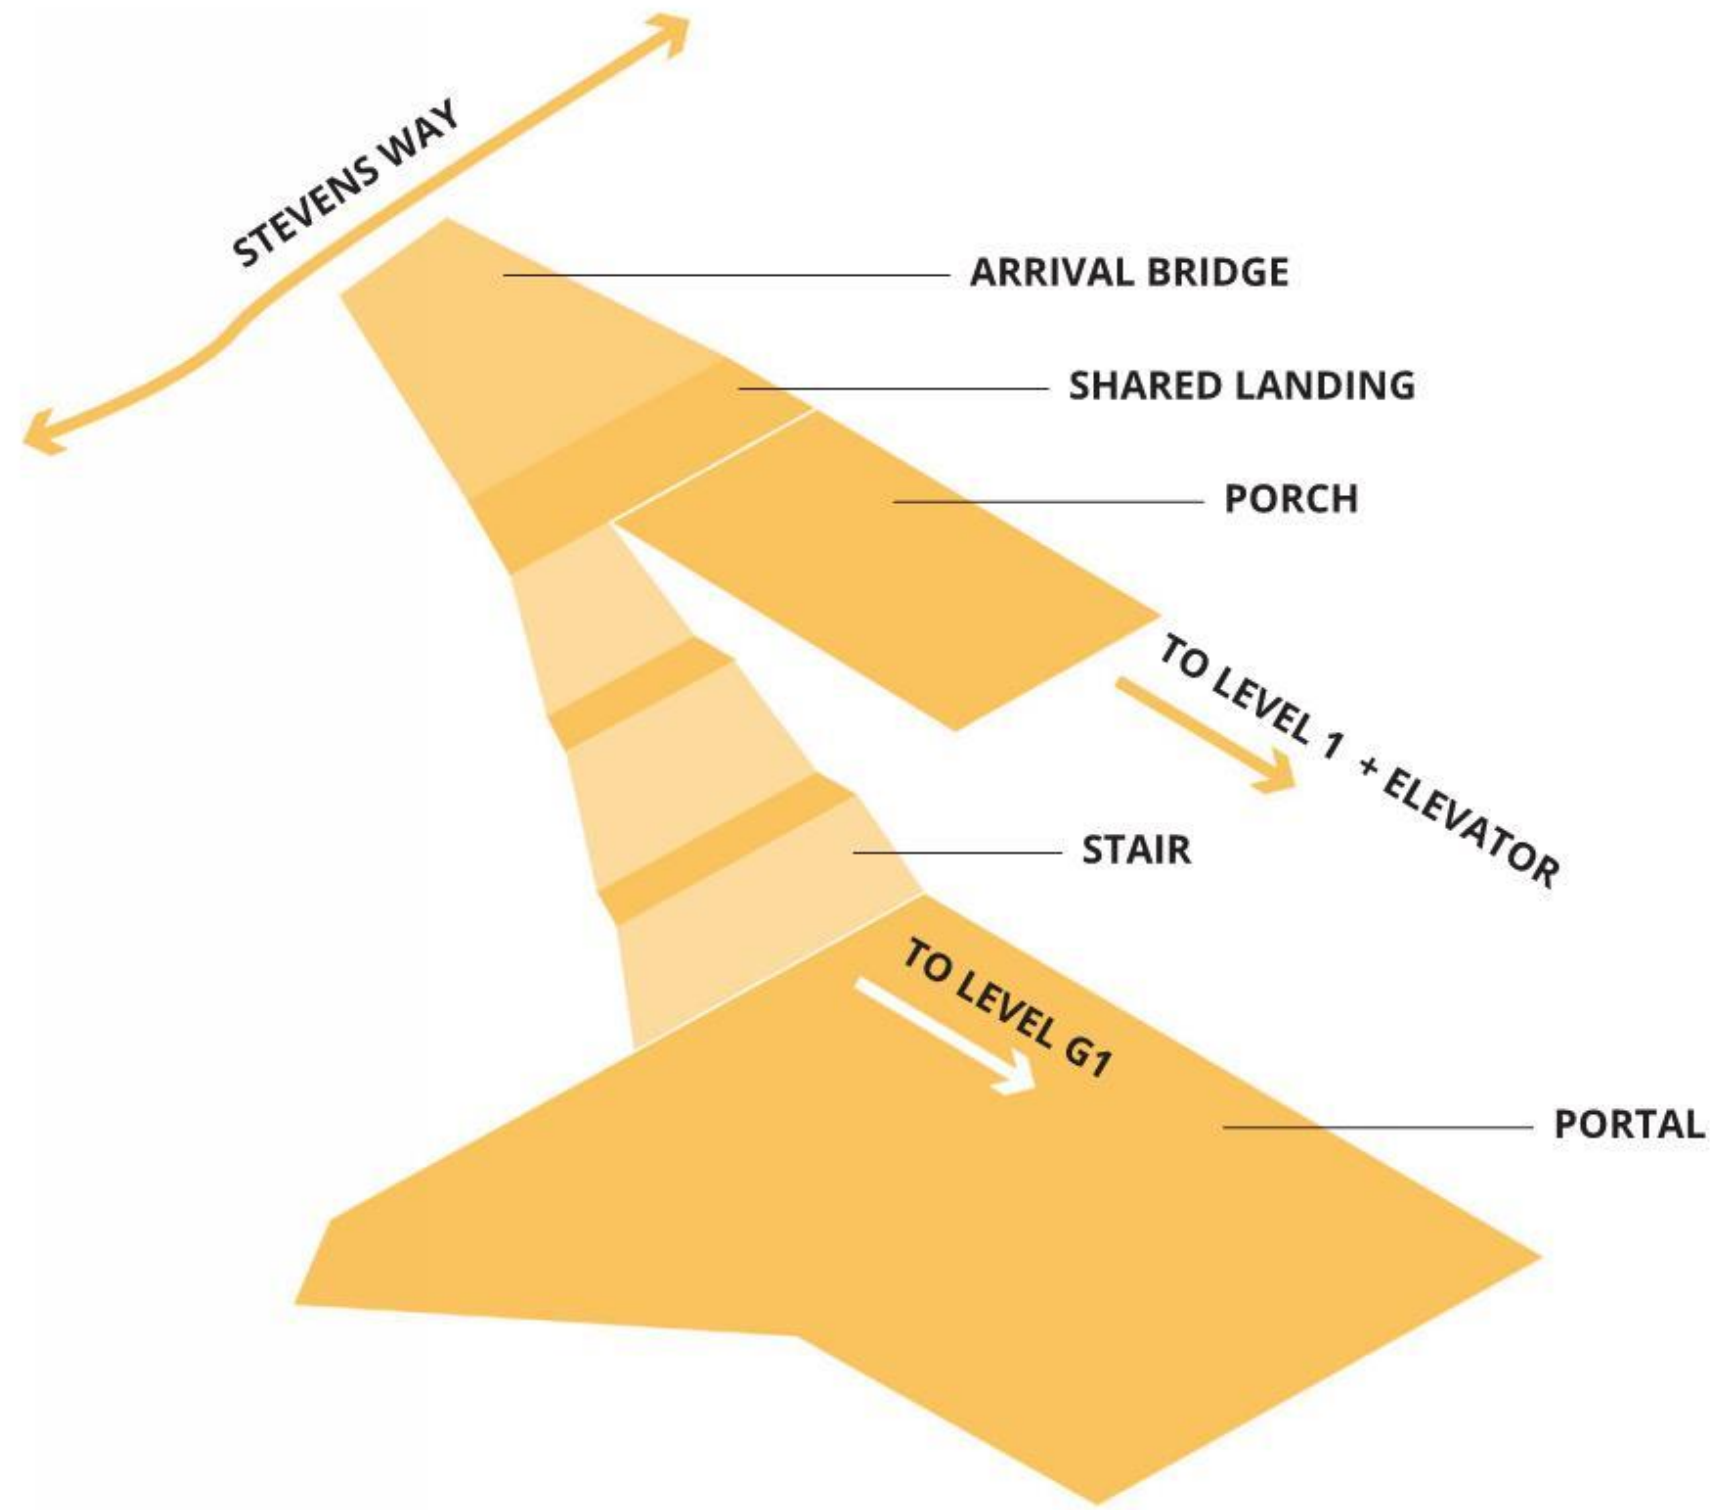 STEVENS WAY
ARRIVAL BRIDGE
SHARED LANDING
PORCH
TO LEVEL 1 + ELEVATOR
STAIR
TO LEVEL G1
PORTAL